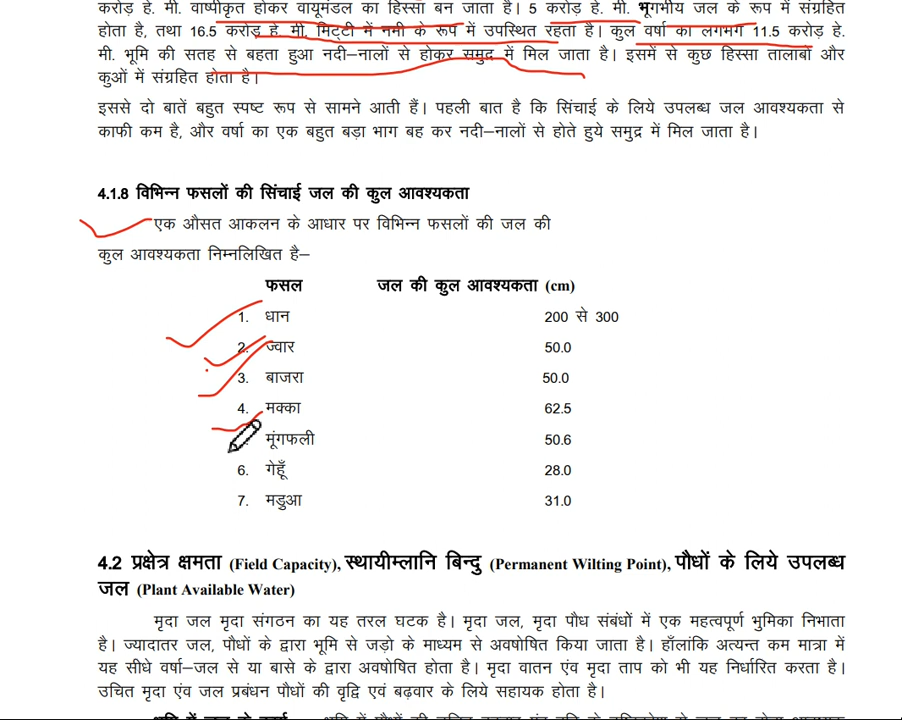 करोड़ हे. मी. वाष्पीकृत होकर वायूमंडल का हिस्सा बन जाता है। 5 करोड़ हे. मी. भूगर्भीय जल के रूप में संग्रहित
होता है, तथा 16.5 करोड़ हे. मी. मिट्टी में नमी के रूप में उपस्थित रहता है। कुल वर्षा का लगभग 11.5 करोड़ हे.
मी. भूमि की सतह से बहता हुआ नदी–नालों से होकर समुद्र में मिल जाता है। इसमें से कुछ हिस्सा तालाबों और
कुओं में संग्रहित होता है।
इससे दो बातें बहुत स्पष्ट रूप से सामने आती हैं। पहली बात है कि सिंचाई के लिये उपलब्ध जल आवश्यकता से
काफी कम है, और वर्षा का एक बहुत बड़ा भाग बह कर नदी–नालों से होते हुये समुद्र में मिल जाता है।
4.1.8 विभिन्न फसलों की सिंचाई जल की कुल आवश्यकता
एक औसत आकलन के आधार पर विभिन्न फसलों की जल की
कुल आवश्यकता निम्नलिखित है–
फसल जल की कुल आवश्यकता (cm)
1. धान 200 से 300
2. ज्वार 50.0
3. बाजरा 50.0
4. मक्का 62.5
मूंगफली 50.6
6. गेहूँ 28.0
7. मडुआ 31.0
4.2 प्रक्षेत्र क्षमता (Field Capacity), स्थायीम्लानि बिन्दु (Permanent Wilting Point), पौधों के लिये उपलब्ध
जल (Plant Available Water)
मृदा जल मृदा संगठन का यह तरल घटक है। मृदा जल, मृदा पौध संबंधों में एक महत्वपूर्ण भुमिका निभाता
है। ज्यादातर जल, पौधों के द्वारा भूमि से जड़ो के माध्यम से अवषोषित किया जाता है। हाँलांकि अत्यन्त कम मात्रा में
यह सीधे वर्षा–जल से या बासे के द्वारा अवषोषित होता है। मृदा वातन एंव मृदा ताप को भी यह निर्धारित करता है।
उचित मृदा एंव जल प्रबंधन पौधों की वृद्वि एवं बढ़वार के लिये सहायक होता है।